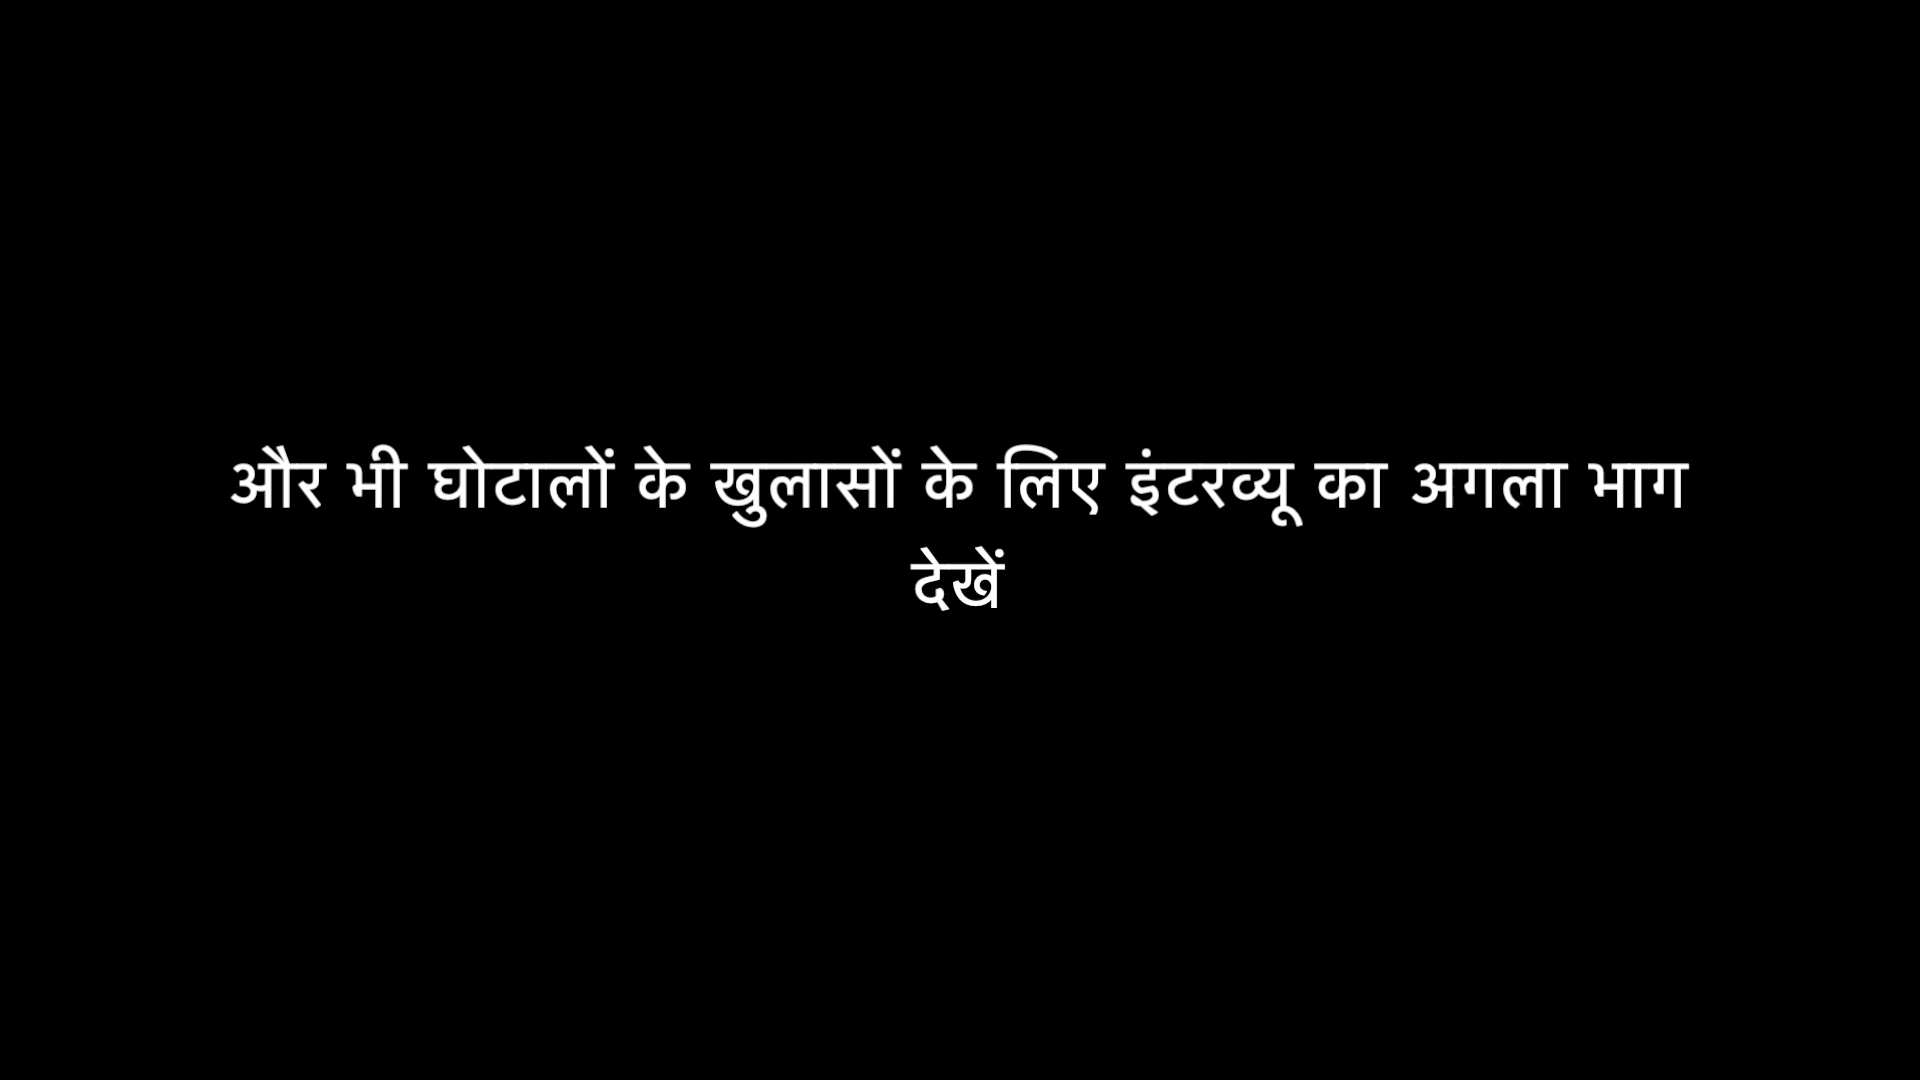 और भी घोटालों के खुलासों के लिए इंटरव्यू का अगला भाग
देखें